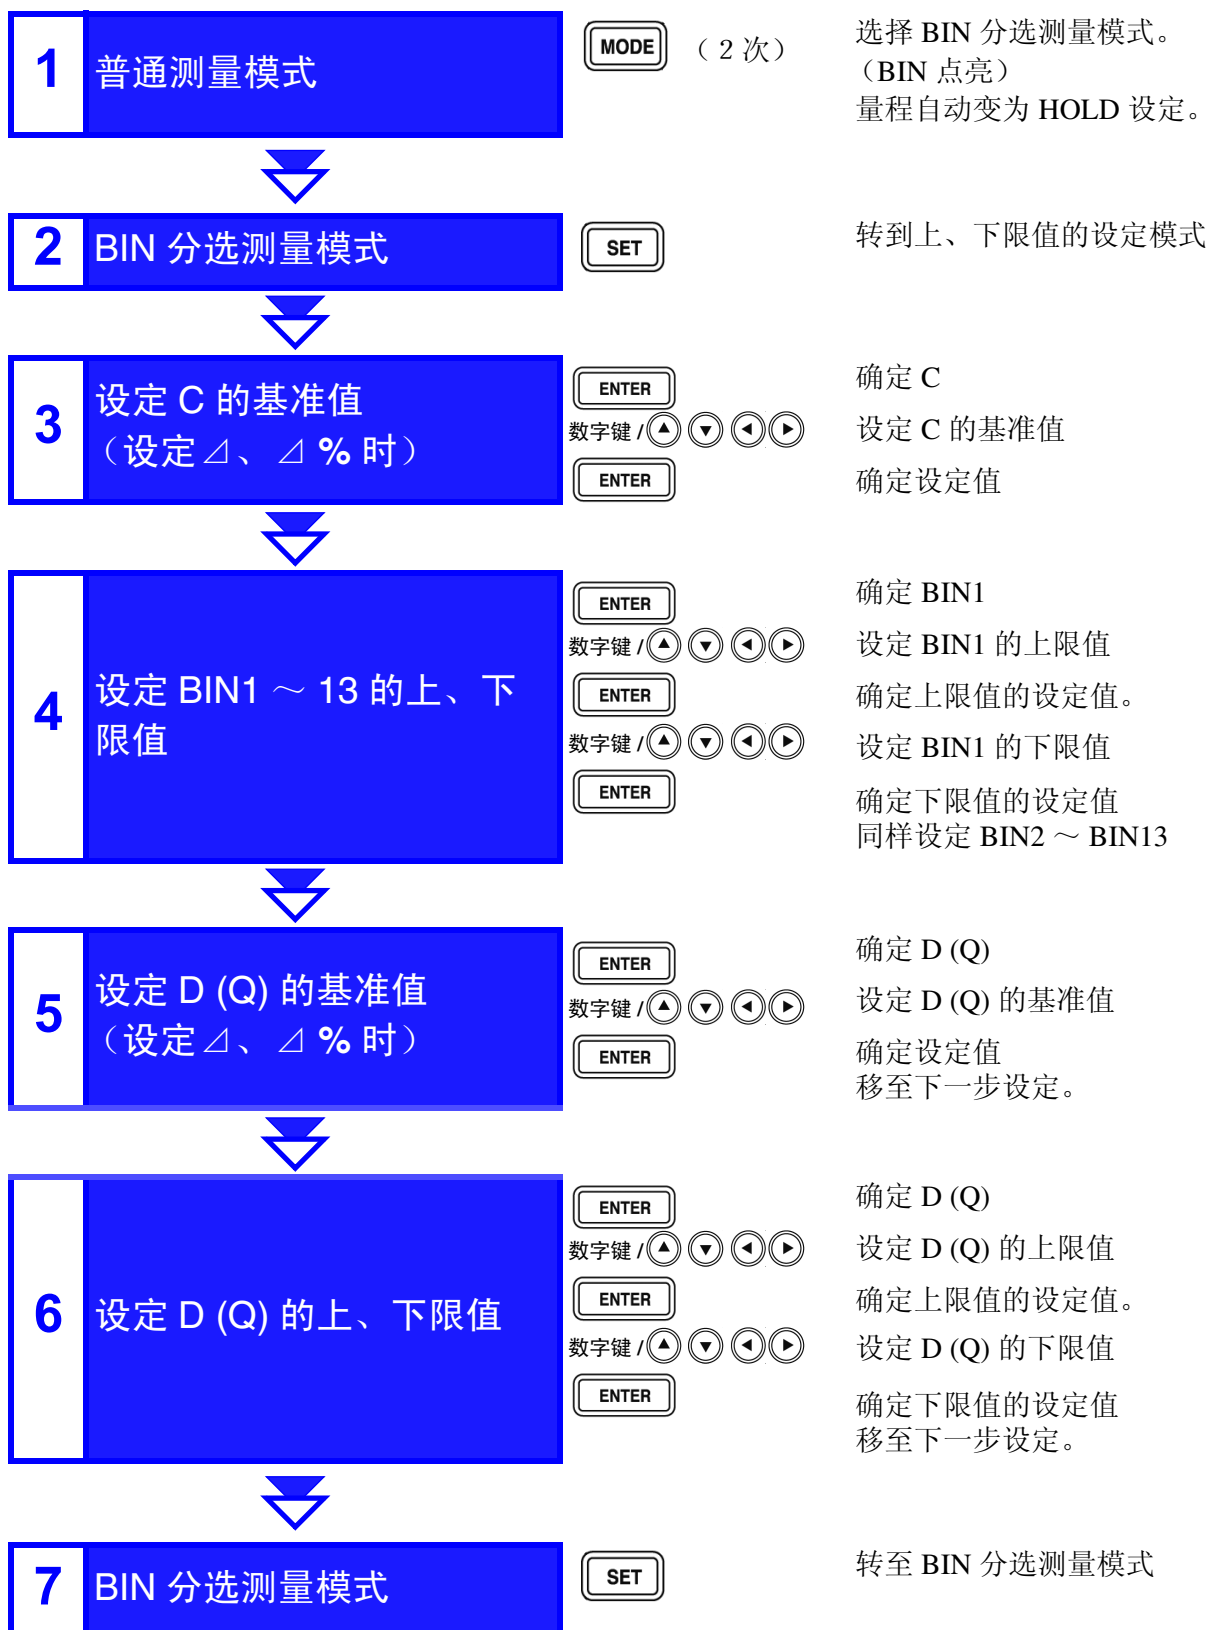 1
普通测量模式
MODE
（2 次）
选择 BIN 分选测量模式。
（BIN 点亮）
量程自动变为 HOLD 设定。
2
BIN 分选测量模式
SET
转到上、下限值的设定模式
3
设定 C 的基准值
（设定⊿、⊿ % 时）
ENTER
确定 C
数字键 /
设定 C 的基准值
ENTER
确定设定值
4
设定 BIN1 ～ 13 的上、下
限值
ENTER
确定 BIN1
数字键 /
设定 BIN1 的上限值
ENTER
确定上限值的设定值。
数字键 /
设定 BIN1 的下限值
ENTER
确定下限值的设定值
同样设定 BIN2 ～ BIN13
5
设定 D (Q) 的基准值
（设定⊿、⊿ % 时）
ENTER
确定 D (Q)
数字键 /
设定 D (Q) 的基准值
ENTER
确定设定值
移至下一步设定。
6
设定 D (Q) 的上、下限值
ENTER
确定 D (Q)
数字键 /
设定 D (Q) 的上限值
ENTER
确定上限值的设定值。
数字键 /
设定 D (Q) 的下限值
ENTER
确定下限值的设定值
移至下一步设定。
7
BIN 分选测量模式
SET
转至 BIN 分选测量模式